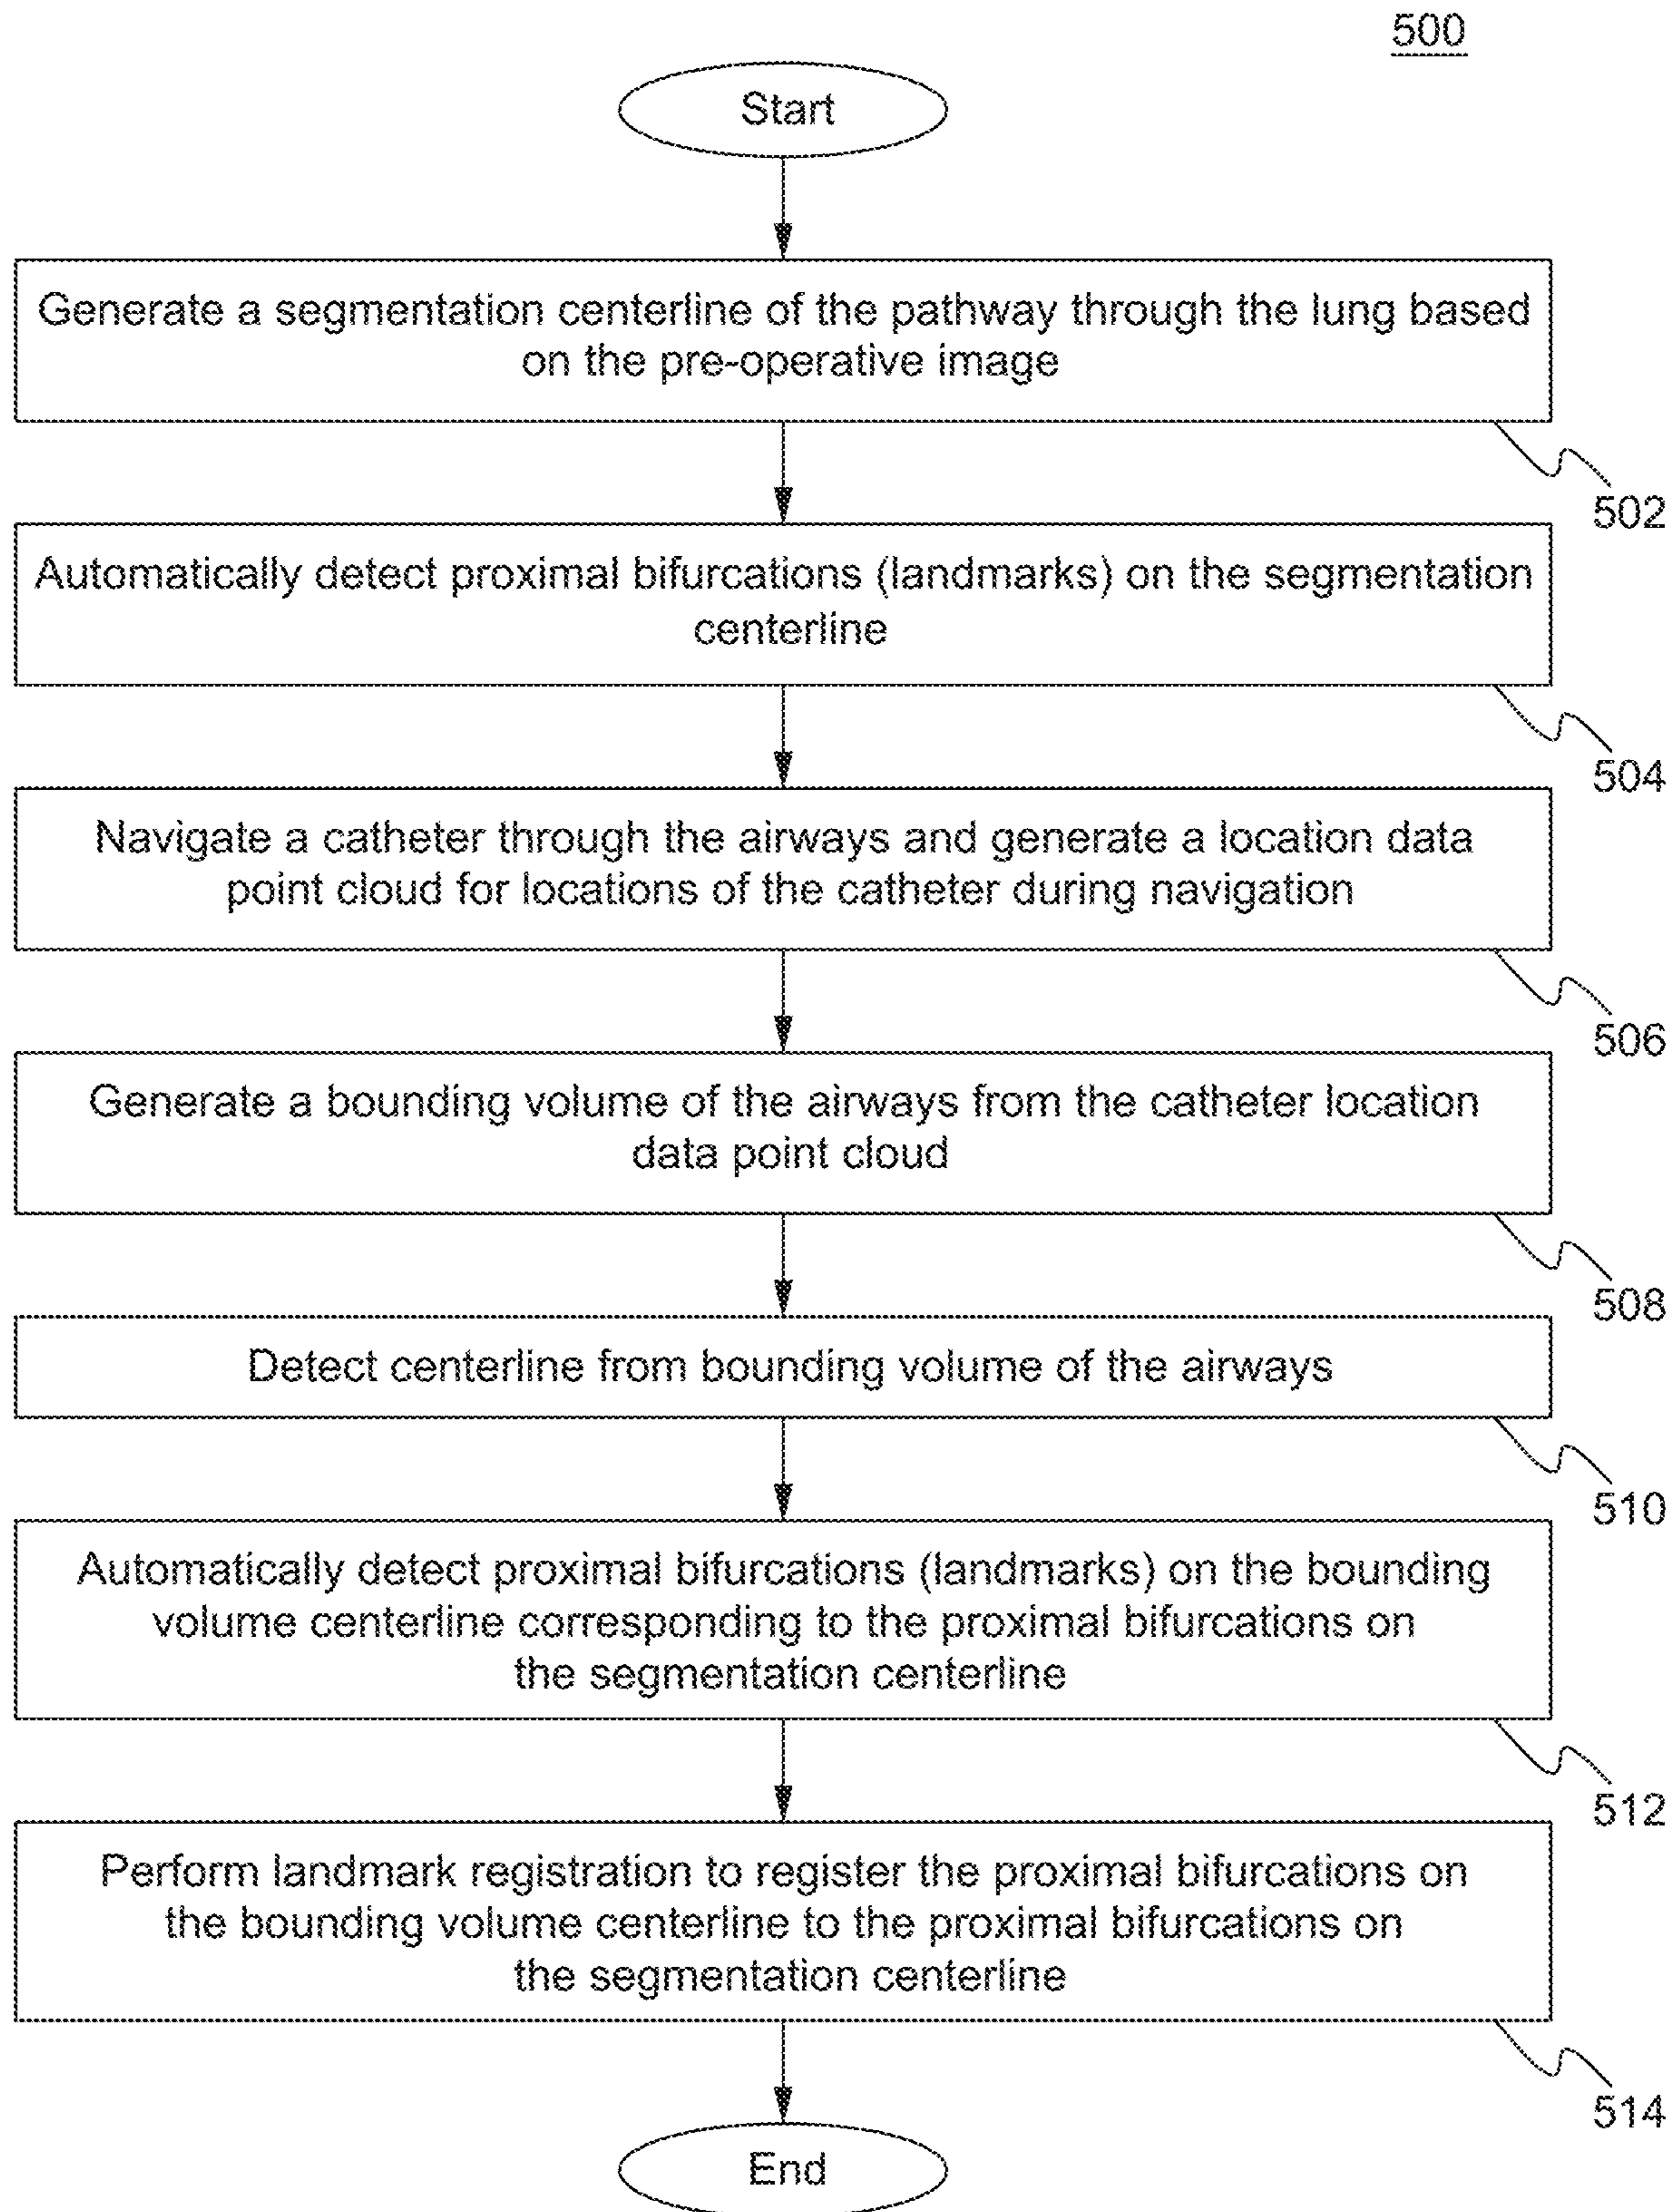 500
Start
Generate a segmentation centerline of the pathway through the lung based
on the pre-operative image
502
Automatically detect proximal bifurcations (landmarks) on the segmentation
centerline
504
Navigate a catheter through the airways and generate a location data
point cloud for locations of the catheter during navigation
506
Generate a bounding volume of the airways from the catheter location
data point cloud
508
Detect centerline from bounding volume of the airways
510
Automatically detect proximal bifurcations (landmarks) on the bounding
volume centerline corresponding to the proximal bifurcations on
the segmentation centerline
512
Perform landmark registration to register the proximal bifurcations on
the bounding volume centerline to the proximal bifurcations on
the segmentation centerline
514
End